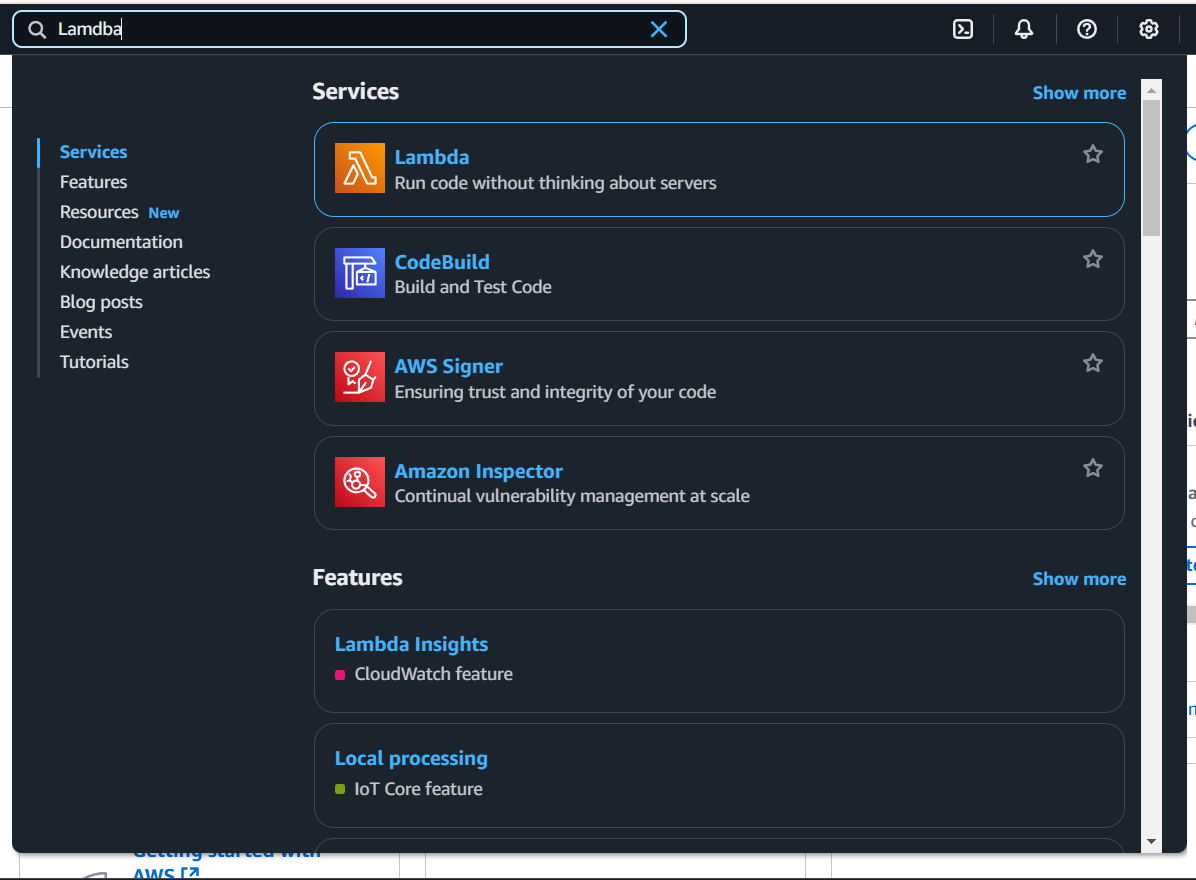 Lamdba
Services
Features
Resources New
Documentation
Knowledge articles
Blog posts
Events
Tutorials
Services
Show more
Lambda
Run code without thinking about servers
CodeBuild
Build and Test Code
AWS Signer
Ensuring trust and integrity of your code
Amazon Inspector
Continual vulnerability management at scale
Features
Show more
Lambda Insights
CloudWatch feature
Local processing
IoT Core feature
Getting started with
AWS